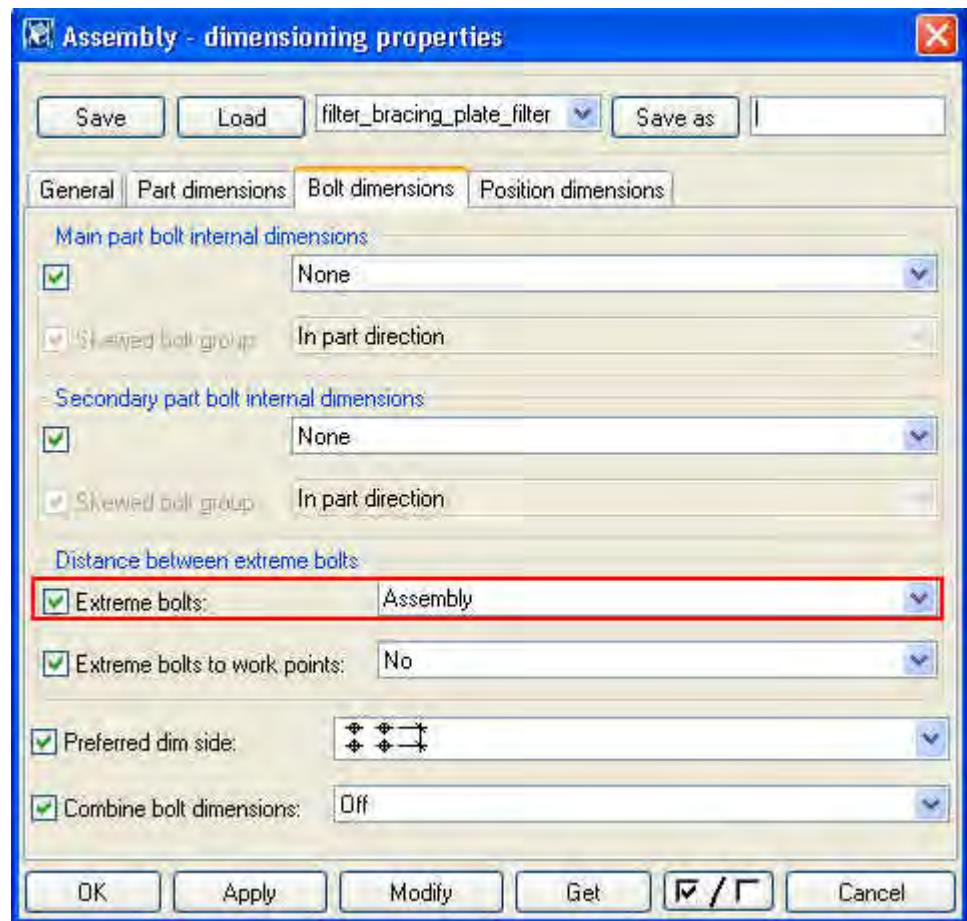 Assembly - dimensioning properties
Save Load filter_bracing_plate_filter Save as
General Part dimensions Bolt dimensions Position dimensions
Main part bolt internal dimensions
None
Skewed bolt group: In part direction
Secondary part bolt internal dimensions
None
Skewed bolt group: In part direction
Distance between extreme bolts
Extreme bolts: Assembly
Extreme bolts to work points: No
Preferred dim side:
Combine bolt dimensions: Off
OK Apply Modify Get / Cancel